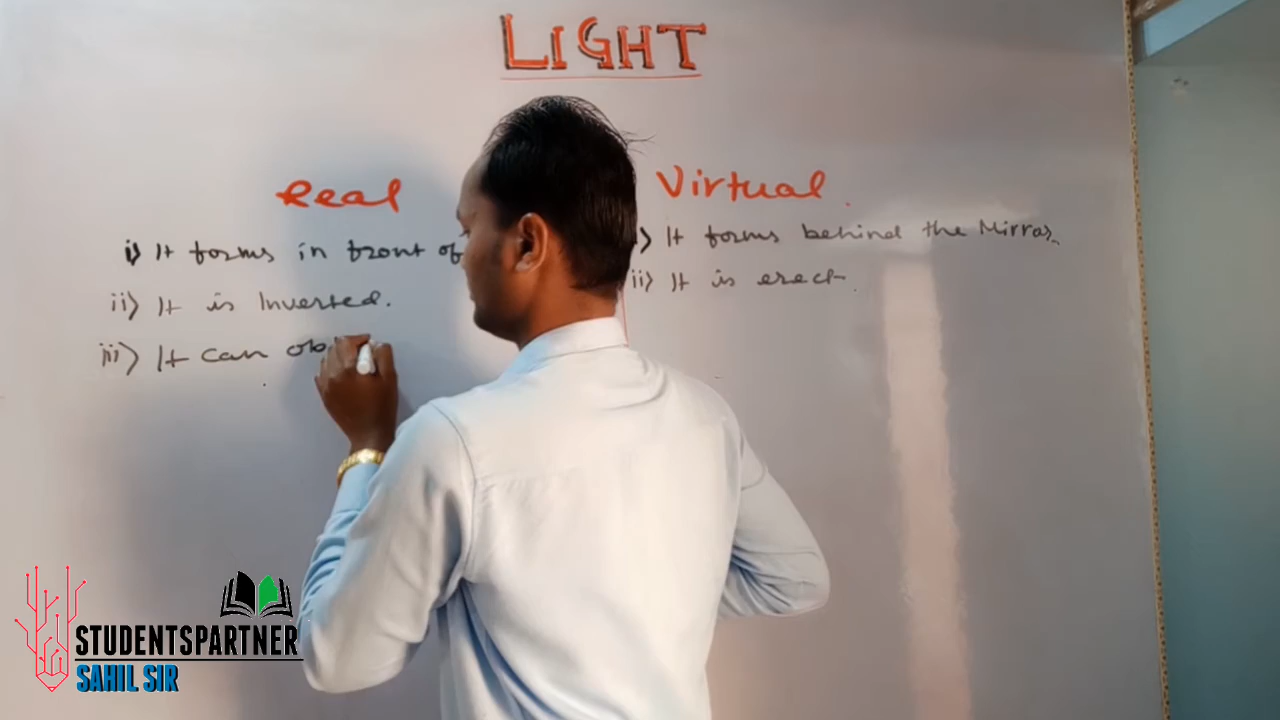 LIGHT
Real
i) It forms in front of
ii) It is Inverted.
iii) It can ob
Virtual.
) It forms behind the Mirror.
ii) It is erect.
STUDENTSPARTNER
SAHIL SIR